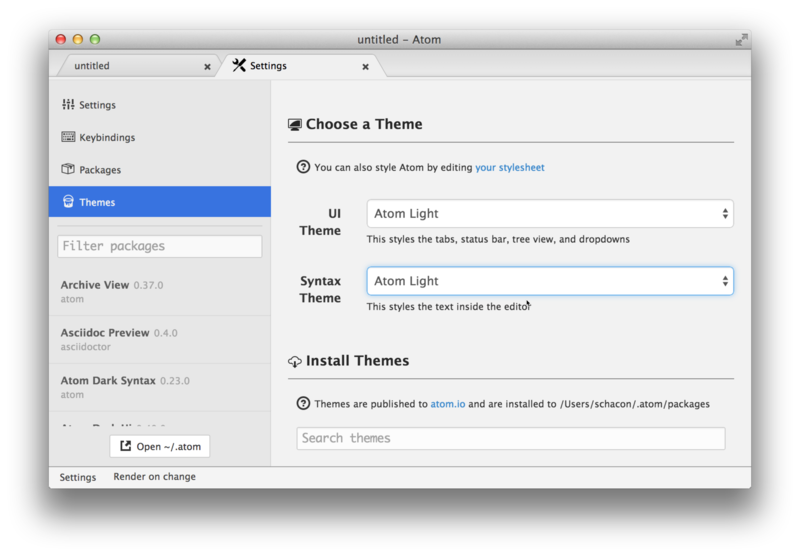 untitled – Atom
untitled
Settings
Settings
Keybindings
Packages
Themes
Filter packages
Archive View 0.37.0
atom
Asciidoc Preview 0.4.0
asciidoctor
Atom Dark Syntax 0.23.0
atom
Open ~/.atom
Choose a Theme
You can also style Atom by editing your stylesheet
UI
Theme
Atom Light
This styles the tabs, status bar, tree view, and dropdowns
Syntax
Theme
Atom Light
This styles the text inside the editor
Install Themes
Themes are published to atom.io and are installed to /Users/schacon/.atom/packages
Search themes
Settings
Render on change